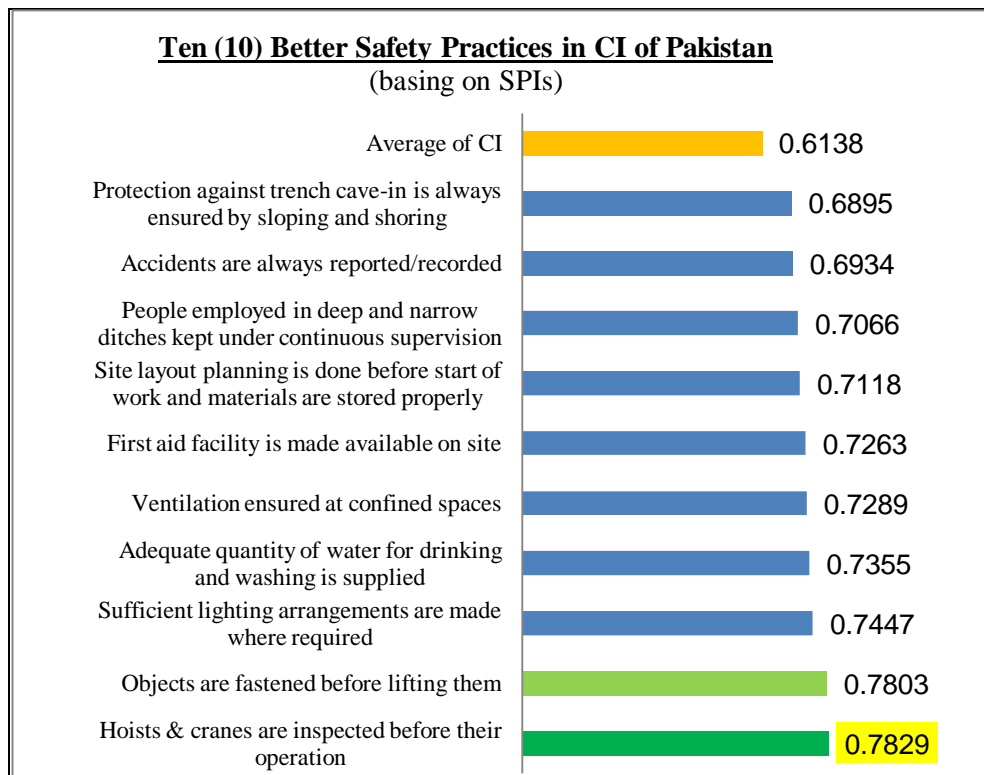 Ten (10) Better Safety Practices in CI of Pakistan
(basing on SPIs)
Average of CI
0.6138
Protection against trench cave-in is always
ensured by sloping and shoring
0.6895
Accidents are always reported/recorded
0.6934
People employed in deep and narrow
ditches kept under continuous supervision
0.7066
Site layout planning is done before start of
work and materials are stored properly
0.7118
First aid facility is made available on site
0.7263
Ventilation ensured at confined spaces
0.7289
Adequate quantity of water for drinking
and washing is supplied
0.7355
Sufficient lighting arrangements are made
where required
0.7447
Objects are fastened before lifting them
0.7803
Hoists & cranes are inspected before their
operation
0.7829